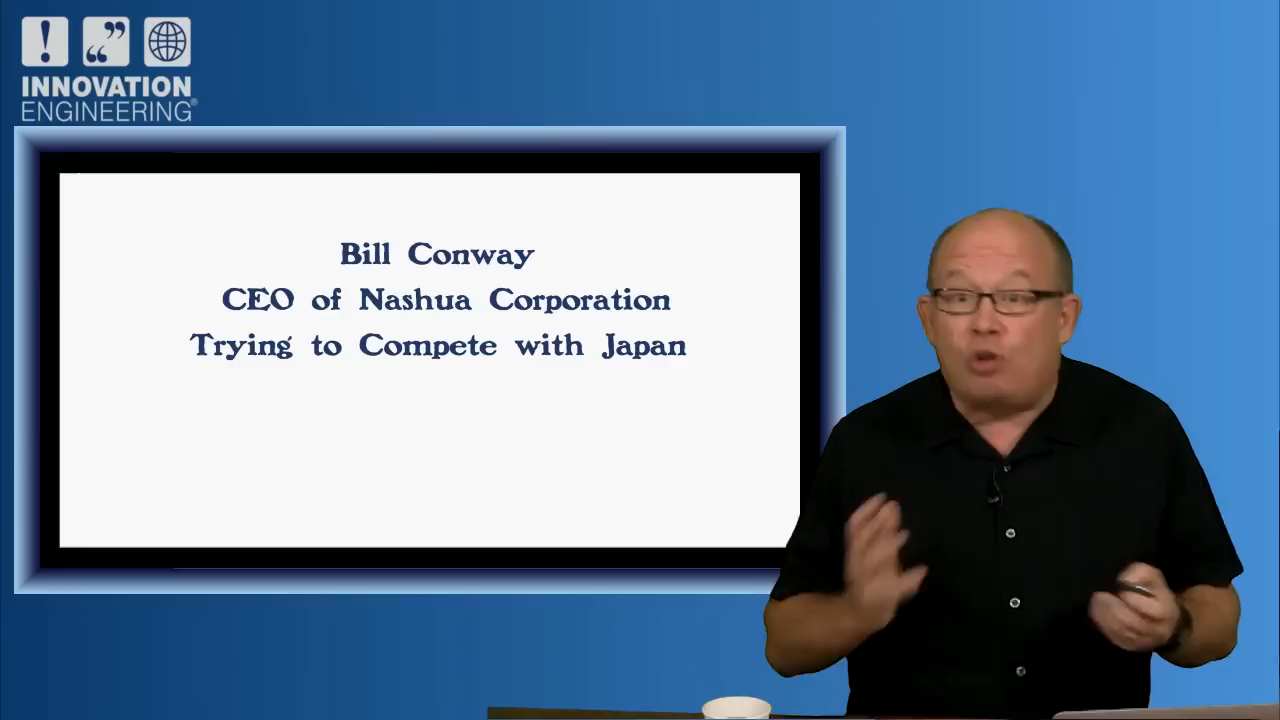 INNOVATION
ENGINEERING®
Bill Conway
CEO of Nashua Corporation
Trying to Compete with Japan